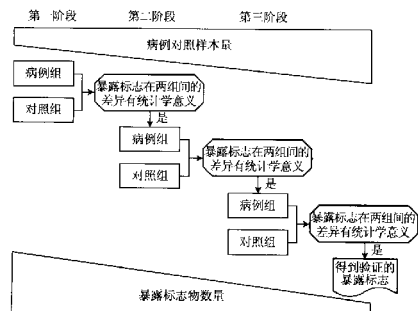 第一阶段 第二阶段 第三阶段
病例对照样本量
病例组
对照组
暴露标志在两组间的
差异有统计学意义
是
病例组
对照组
暴露标志在两组间的
差异有统计学意义
是
病例组
对照组
暴露标志在两组间的
差异有统计学意义
是
得到验证的
暴露标志
暴露标志物数量